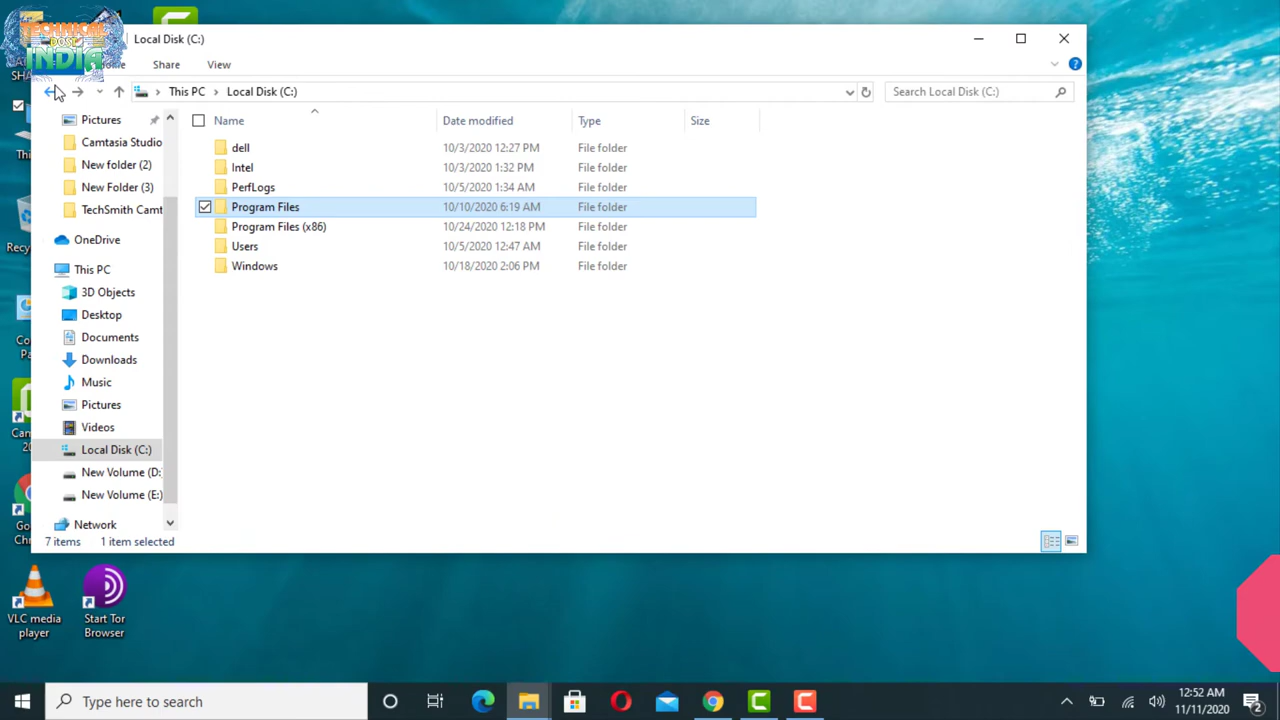 TECHNICAL
DOST
INDIA
Local Disk (C:)
Share
View
This PC
Local Disk (C:)
Search Local Disk (C:)
Pictures
Camtasia Studio
New folder (2)
New Folder (3)
TechSmith Camt
OneDrive
This PC
3D Objects
Desktop
Documents
Downloads
Music
Pictures
Videos
Local Disk (C:)
New Volume (D:
New Volume (E:)
Network
Name Date modified Type Size
dell 10/3/2020 12:27 PM File folder
Intel 10/3/2020 1:32 PM File folder
PerfLogs 10/5/2020 1:34 AM File folder
Program Files 10/10/2020 6:19 AM File folder
Program Files (x86) 10/24/2020 12:18 PM File folder
Users 10/5/2020 12:47 AM File folder
Windows 10/18/2020 2:06 PM File folder
7 items 1 item selected
VLC media
player
Start Tor
Browser
Type here to search
12:52 AM
11/11/2020
2